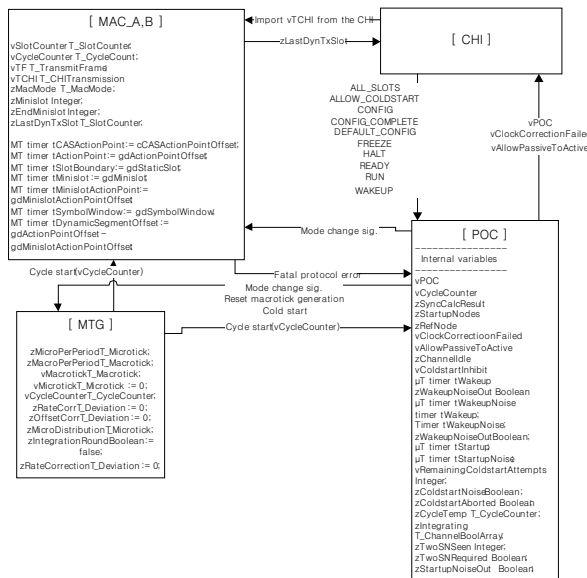 [ MAC_A,B ]
vSlotCounter T_SlotCounter;
vCycleCounter T_CycleCount;
vTF T_TransmitFrame;
vTCHI T_CHITransmission
zMacMode T_MacMode;
zMinislot Integer;
zEndMinislot Integer;
zLastDynTxSlot T_SlotCounter;
MT timer tCASActionPoint := cCASActionPointOffset;
MT timer tActionPoint := gdActionPointOffset;
MT timer tSlotBoundary := gdStaticSlot;
MT timer tMinislot := gdMinislot;
MT timer tMinislotActionPoint :=
gdMinislotActionPointOffset;
MT timer tSymbolWindow := gdSymbolWindow;
MT timer tDynamicSegmentOffset :=
gdActionPointOffset –
gdMinislotActionPointOffset;
Import vTCHI from the CHI
zLastDynTxSlot
[ CHI ]
ALL_SLOTS
ALLOW_COLDSTART
CONFIG
CONFIG_COMPLETE
DEFAULT_CONFIG
FREEZE
HALT
READY
RUN
WAKEUP
vPOC
vClockCorrectionFailed
vAllowPassiveToActive
Mode change sig.
Cycle start(vCycleCounter)
Fatal protocol error
Mode change sig.
Reset macrotick generation
Cold start
Cycle start(vCycleCounter)
[ MTG ]
zMicroPerPeriodT_Microtick;
zMacroPerPeriodT_Macrotick;
vMacrotickT_Macrotick;
vMicrotickT_Microtick := 0;
vCycleCounterT_CycleCounter;
zRateCorrT_Deviation := 0;
zOffsetCorrT_Deviation := 0;
zMicroDistributionT_Microtick;
zIntegrationRoundBoolean :=
false;
zRateCorrectionT_Deviation := 0;
[ POC ]
------------------
Internal variables
------------------
vPOC
vCycleCounter
zSyncCalcResult
zStartupNodes
zRefNode
vClockCorrectioonFailed
vAllowPassiveToActive
zChannelIdle
vColdstartInhibit
µT timer tWakeup
zWakeupNoiseOut Boolean
µT timer tWakeupNoise
timer tWakeup;
Timer tWakeupNoise;
zWakeupNoiseOutBoolean;
µT timer tStartup;
µT timer tStartupNoise;
vRemainingColdstartAttempts
Integer;
zColdstartNoiseBoolean;
zColdstartAborted Boolean
zCycleTemp T_CycleCounter;
zIntegrating
T_ChannelBoolArray;
zTwoSNSeen Integer;
zTwoSNRequired Boolean;
zStartupNoiseOut Boolean;